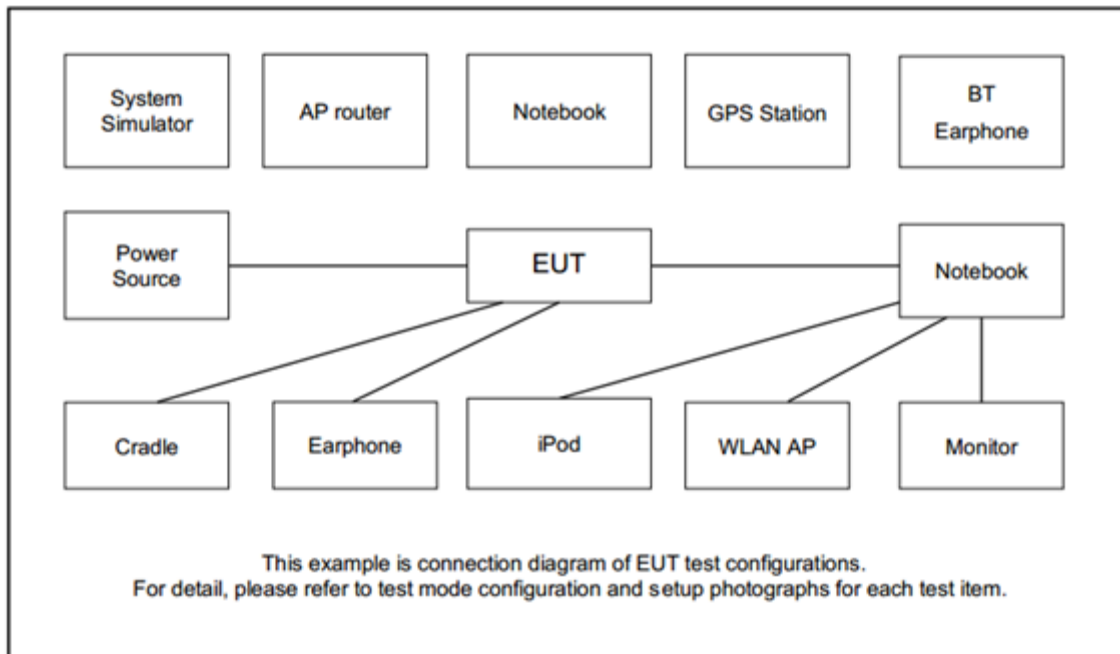 System
Simulator
AP router
Notebook
GPS Station
BT
Earphone
Power
Source
EUT
Notebook
Cradle
Earphone
iPod
WLAN AP
Monitor
This example is connection diagram of EUT test configurations.
For detail, please refer to test mode configuration and setup photographs for each test item.